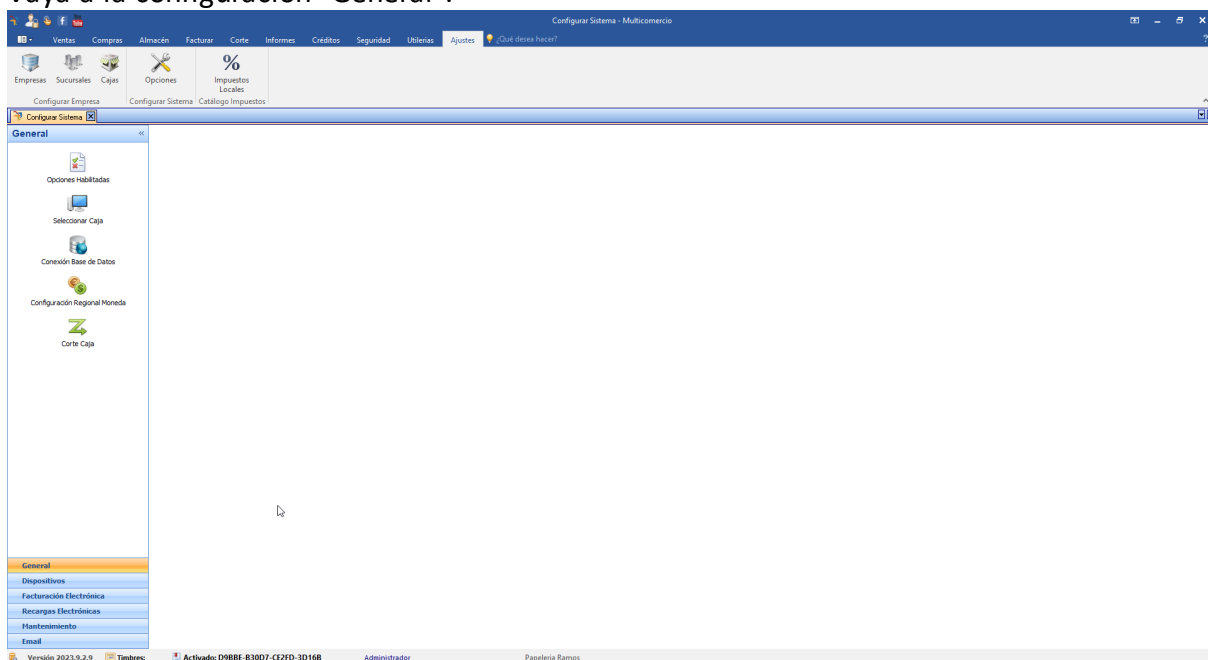 Vaya a la configuración "General".
Configurar Sistema - Multicomercio
Ventas Compras Almacén Facturar Corte Informes Créditos Seguridad Utilerias Ajustes ¿Qué desea hacer?
Empresas Sucursales Cajas Opciones Impuestos Locales
Configurar Empresa Configurar Sistema Catálogo Impuestos
Configurar Sistema
General
Opciones Habilitadas
Seleccionar Caja
Conexión Base de Datos
Configuración Regional Moneda
Corte Caja
General
Dispositivos
Facturación Electrónica
Recargas Electrónicas
Mantenimiento
Email
Versión 2023.9.2.9 Timbres: Activado: D9BBE-B30D7-CE2FD-3D16B Administrador Papeleria Ramos